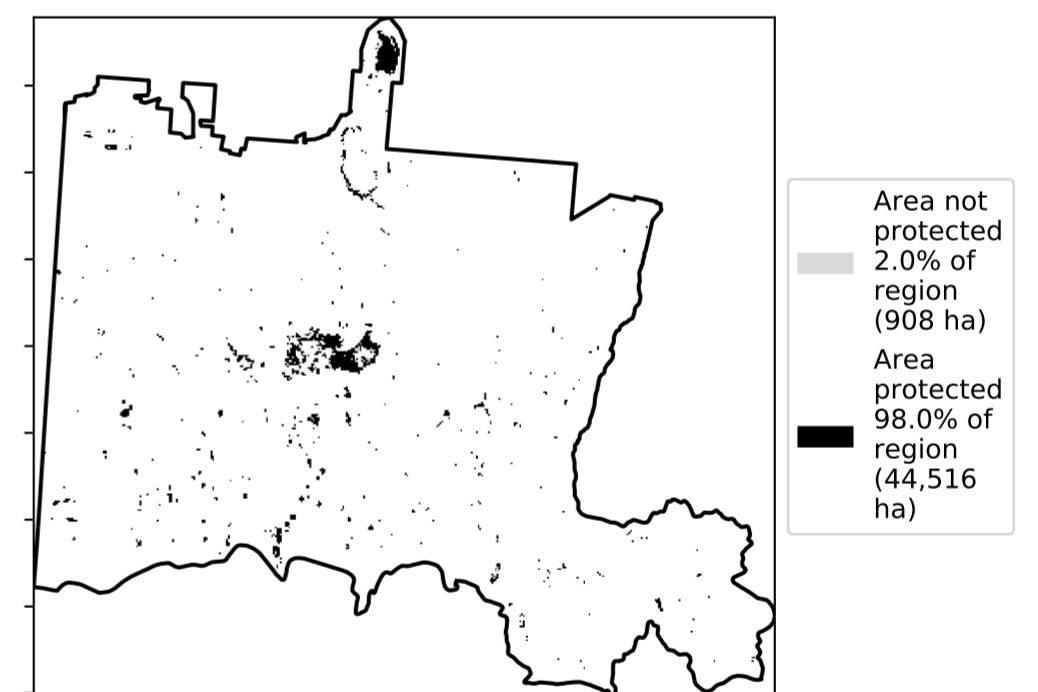 Area not
protected
2.0% of
region
(908 ha)
Area
protected
98.0% of
region
(44,516
ha)